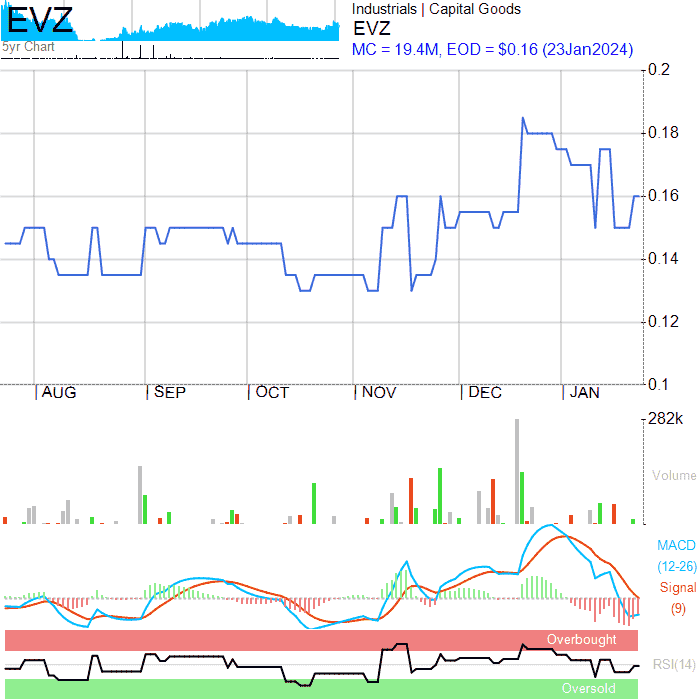 EVZ
5yr Chart
Industrials | Capital Goods
EVZ
MC = 19.4M, EOD = $0.16 (23Jan2024)
0.2
0.18
0.16
0.14
0.12
0.1
AUG SEP OCT NOV DEC JAN
282k
Volume
MACD
(12-26)
Signal
(9)
Overbought
RSI(14)
Oversold